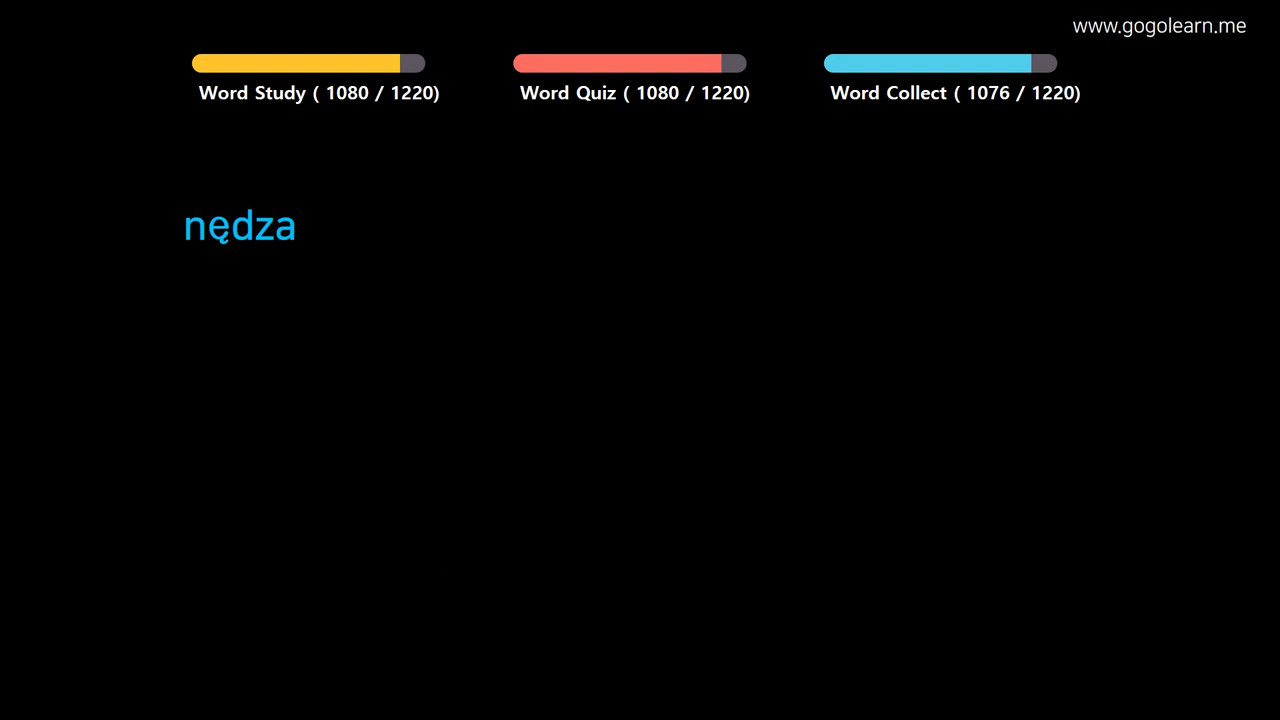 www.gogolearn.me
Word Study ( 1080 / 1220)
Word Quiz ( 1080 / 1220)
Word Collect ( 1076 / 1220)
nędza